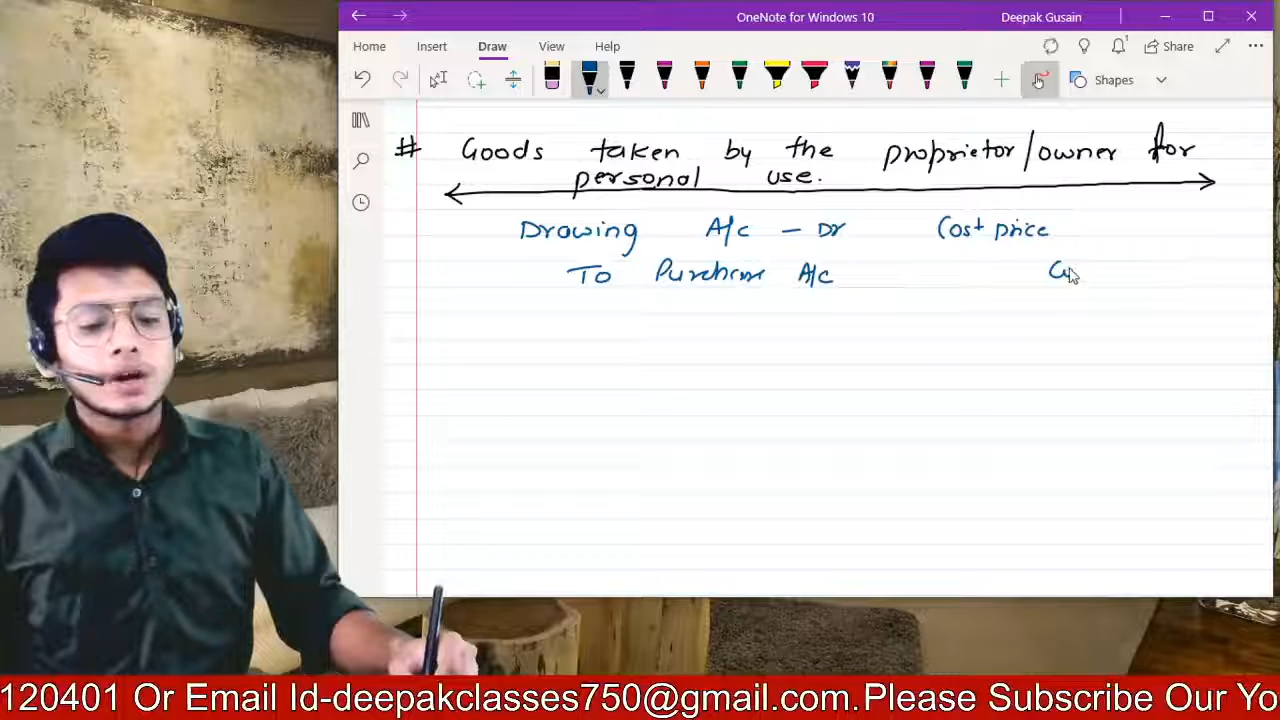 OneNote for Windows 10
Deepak Gusain
Home Insert Draw View Help
Share
Shapes
# Goods taken by the proprietor/owner for
personal use.
Drawing A/c - Dr Cost price
To Purchase A/c
120401 Or Email Id-deepakclasses750@gmail.com.Please Subscribe Our Yo